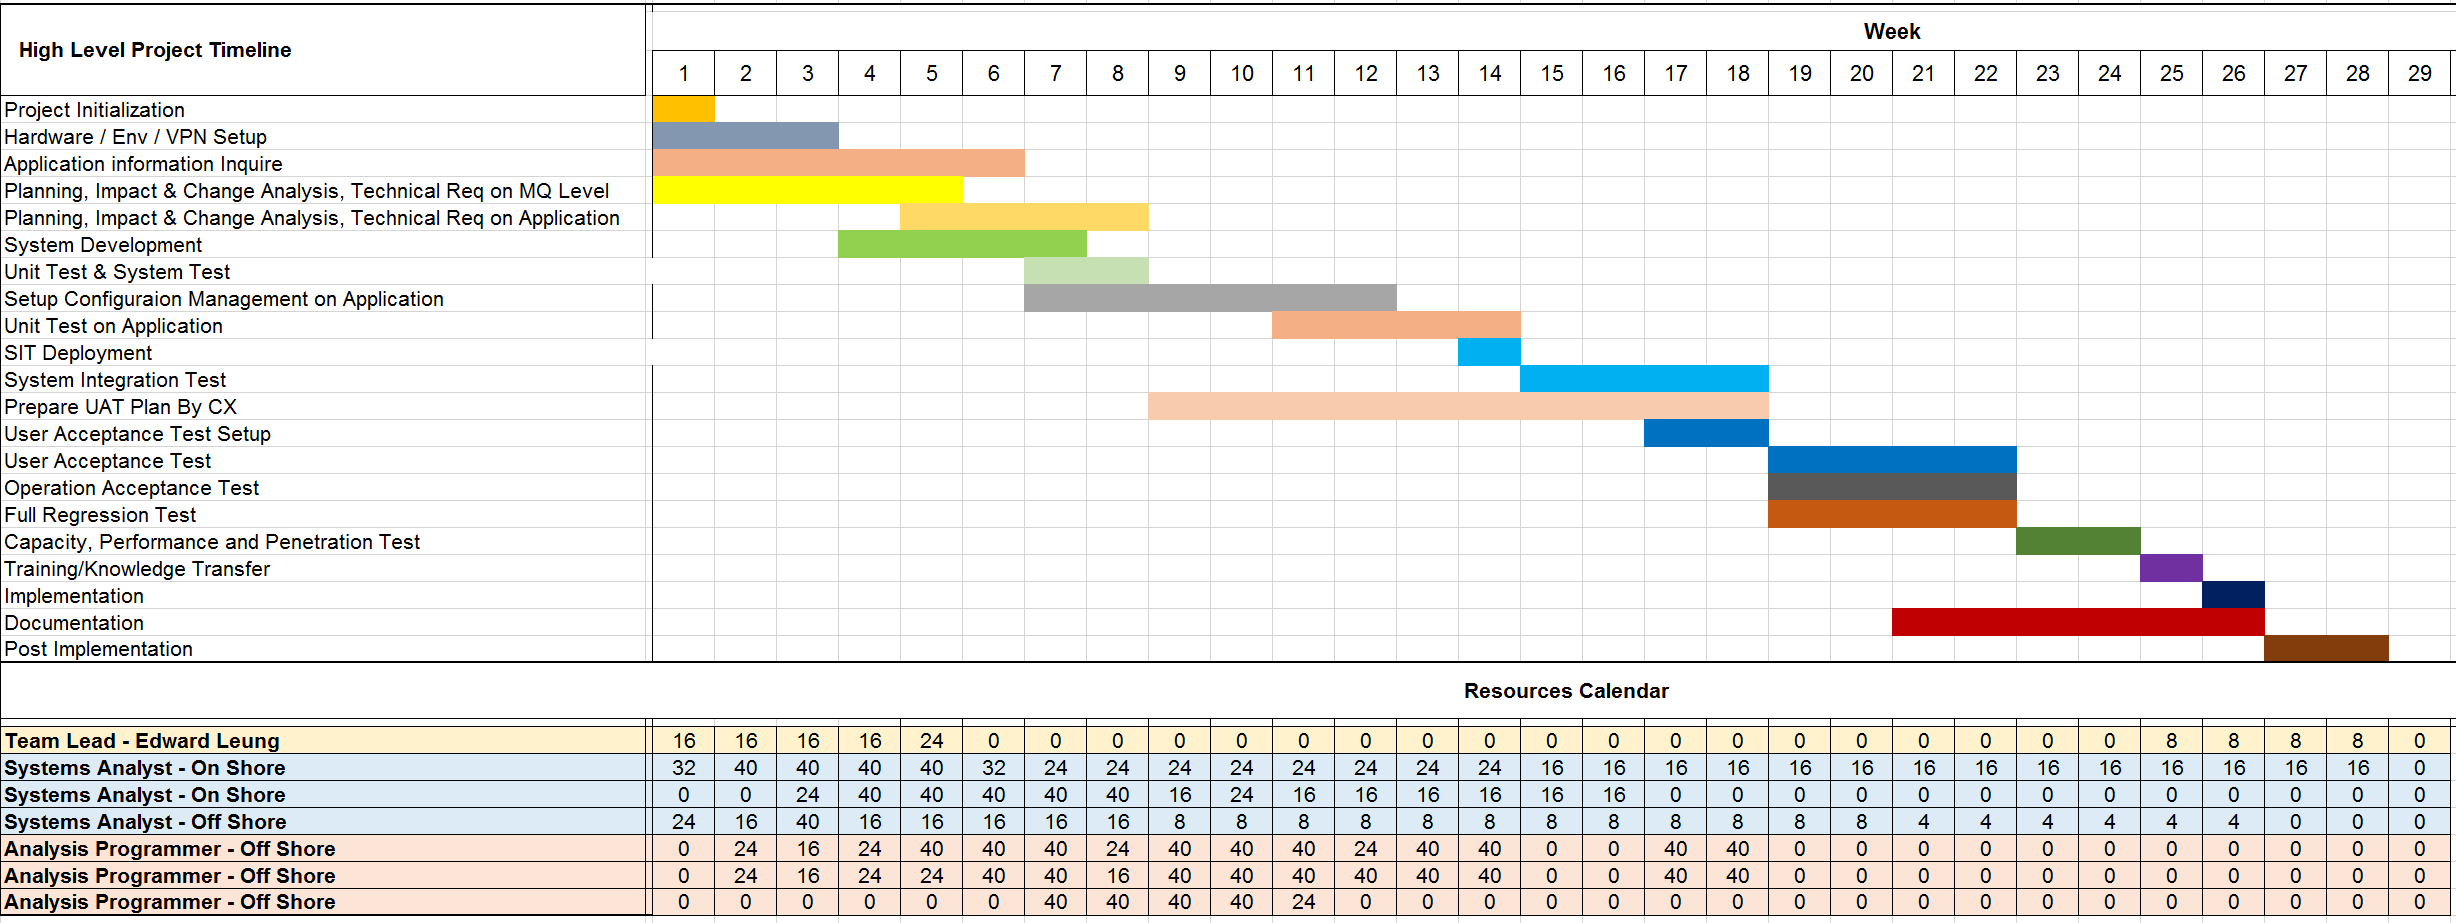 Week
High Level Project Timeline
1 2 3 4 5 6 7 8 9 10 11 12 13 14 15 16 17 18 19 20 21 22 23 24 25 26 27 28 29
Project Initialization
Hardware / Env / VPN Setup
Application information Inquire
Planning, Impact & Change Analysis, Technical Req on MQ Level
Planning, Impact & Change Analysis, Technical Req on Application
System Development
Unit Test & System Test
Setup Configuraion Management on Application
Unit Test on Application
SIT Deployment
System Integration Test
Prepare UAT Plan By CX
User Acceptance Test Setup
User Acceptance Test
Operation Acceptance Test
Full Regression Test
Capacity, Performance and Penetration Test
Training/Knowledge Transfer
Implementation
Documentation
Post Implementation
Resources Calendar
Team Lead - Edward Leung 16 16 16 16 24 0 0 0 0 0 0 0 0 0 0 0 0 0 0 0 0 0 0 0 8 8 8 8 0
Systems Analyst - On Shore 32 40 40 40 40 32 24 24 24 24 24 24 24 24 16 16 16 16 16 16 16 16 16 16 16 16 16 16 0
Systems Analyst - On Shore 0 0 24 40 40 40 40 40 16 24 16 16 16 16 16 16 0 0 0 0 0 0 0 0 0 0 0 0 0
Systems Analyst - Off Shore 24 16 40 16 16 16 16 16 8 8 8 8 8 8 8 8 8 8 8 8 4 4 4 4 4 4 0 0 0
Analysis Programmer - Off Shore 0 24 16 24 40 40 40 24 40 40 40 24 40 40 0 0 40 40 0 0 0 0 0 0 0 0 0 0 0
Analysis Programmer - Off Shore 0 24 16 24 24 40 40 16 40 40 40 40 40 40 0 0 40 40 0 0 0 0 0 0 0 0 0 0 0
Analysis Programmer - Off Shore 0 0 0 0 0 0 40 40 40 40 24 0 0 0 0 0 0 0 0 0 0 0 0 0 0 0 0 0 0